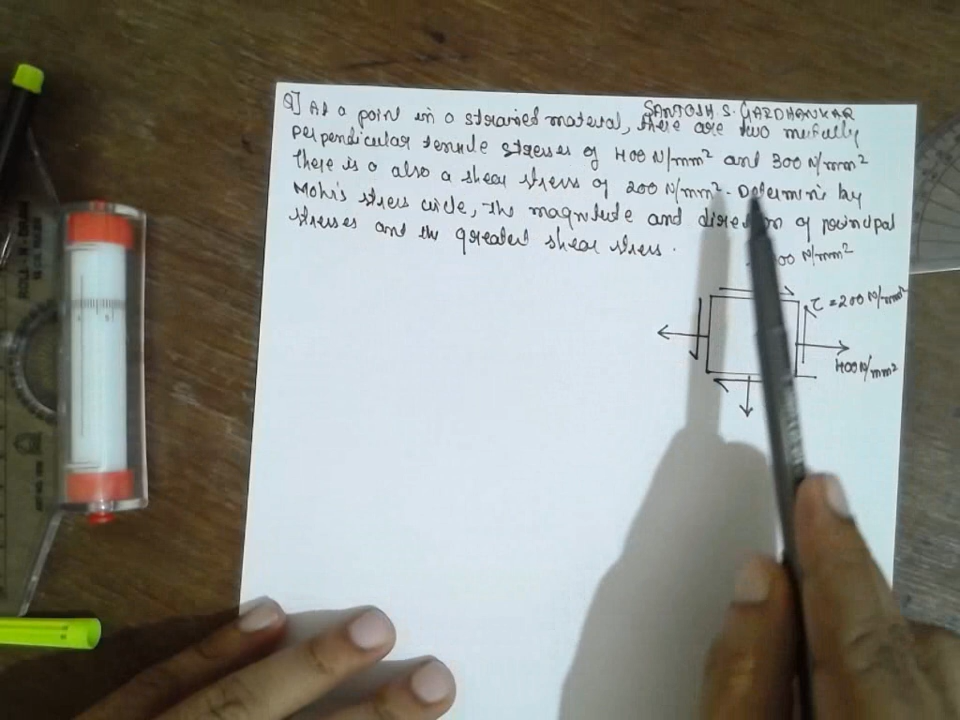 SANTOSH S. GARDHANKAR
Q] At a point in a strained material, there are two mutually
perpendicular tensile stresses of 400 N/mm² and 300 N/mm²
There is a also a shear stress of 200 N/mm². Determine by
Mohr's stress circle, the magnitude and of principal
stresses and the greatest shear stress.
00 N/mm²
τ = 200 N/mm²
400 N/mm²